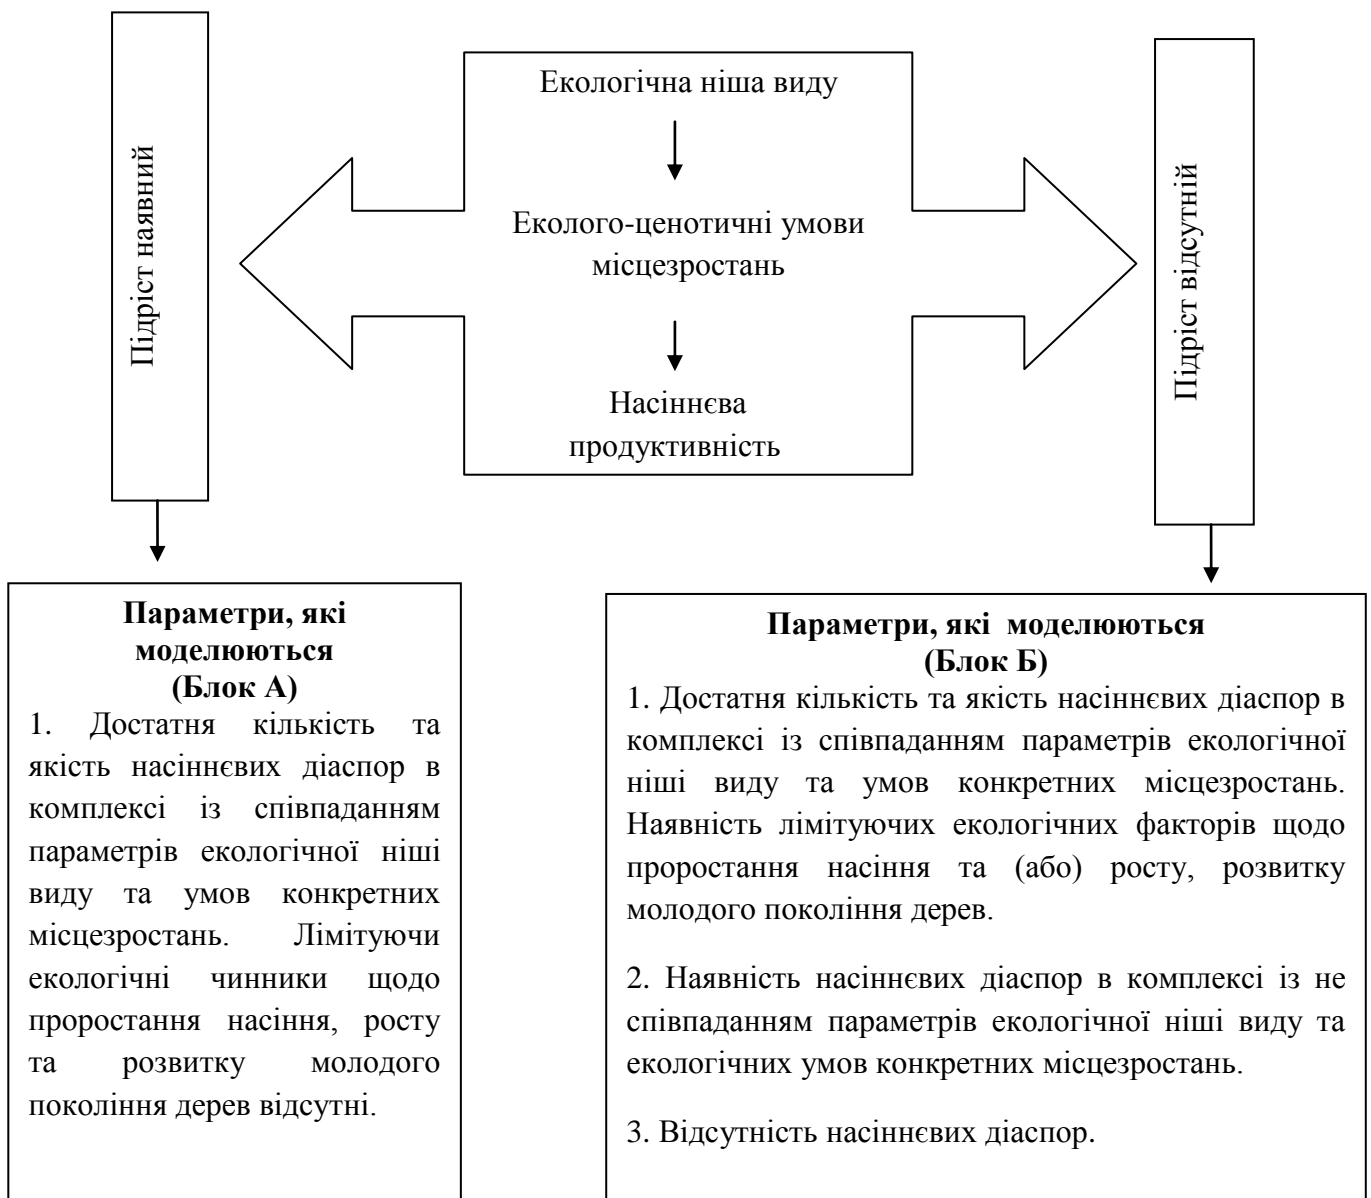 Підріст наявний
Екологічна ніша виду
Еколого-ценотичні умови
місцезростань
Насіннєва
продуктивність
Підріст відсутній
Параметри, які
моделюються
(Блок А)
1. Достатня кількість та
якість насіннєвих діаспор в
комплексі із співпаданням
параметрів екологічної ніші
виду та умов конкретних
місцезростань. Лімітуючи
екологічні чинники щодо
проростання насіння, росту
та розвитку молодого
покоління дерев відсутні.
Параметри, які моделюються
(Блок Б)
1. Достатня кількість та якість насіннєвих діаспор в
комплексі із співпаданням параметрів екологічної
ніші виду та умов конкретних місцезростань.
Наявність лімітуючих екологічних факторів щодо
проростання насіння та (або) росту, розвитку
молодого покоління дерев.
2. Наявність насіннєвих діаспор в комплексі із не
співпаданням параметрів екологічної ніші виду та
екологічних умов конкретних місцезростань.
3. Відсутність насіннєвих діаспор.